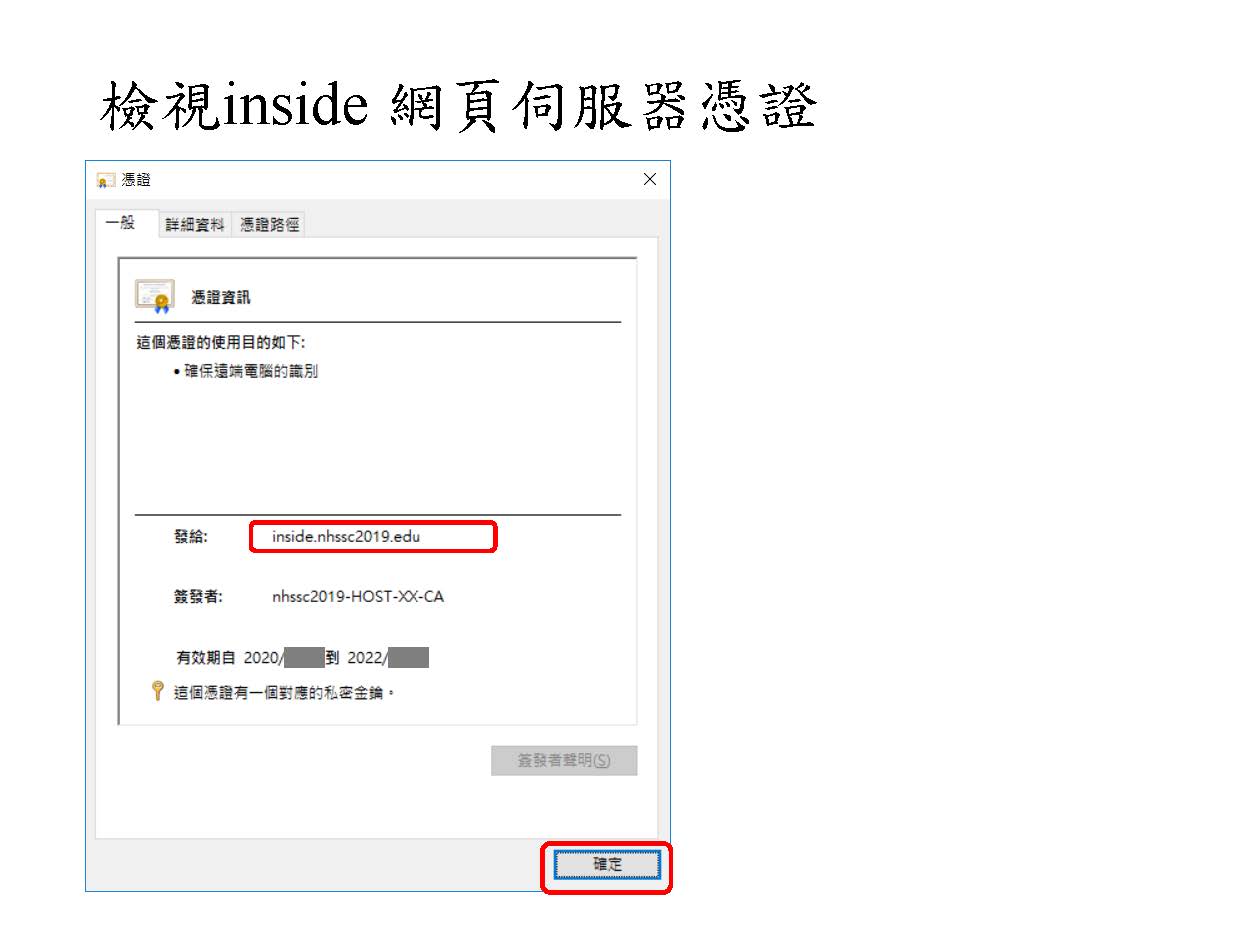 檢視inside 網頁伺服器憑證
憑證
一般 詳細資料 憑證路徑
憑證資訊
這個憑證的使用目的如下:
• 確保遠端電腦的識別
發給: inside.nhssc2019.edu
簽發者: nhssc2019-HOST-XX-CA
有效期自 2020/ 到 2022/
這個憑證有一個對應的私密金鑰。
簽發者聲明(S)
確定